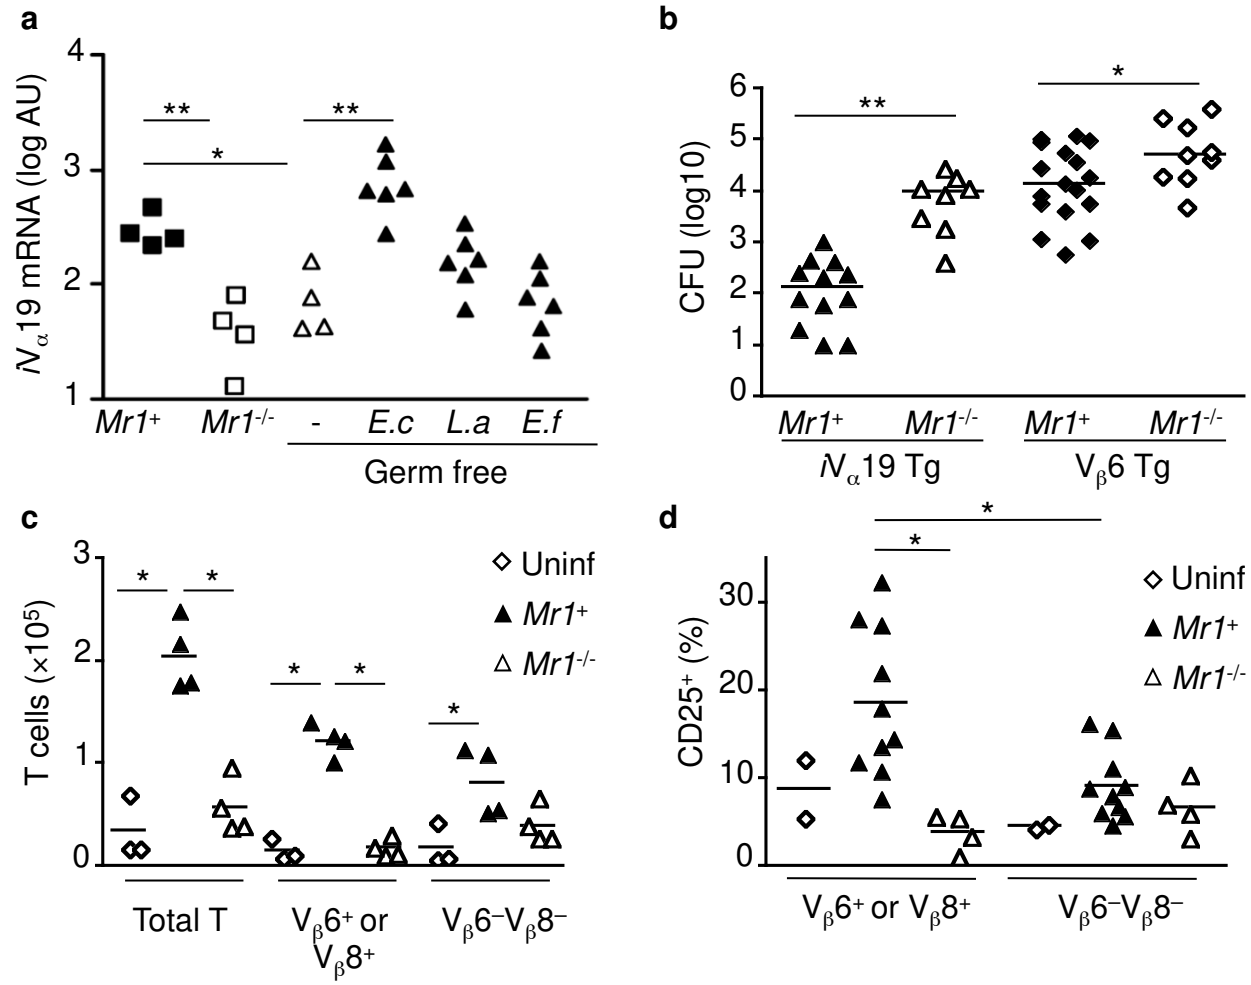 a
4
3
2
1
iVα19 mRNA (log AU)
**
*
**
Mr1+ Mr1-/- - E.c L.a E.f
Germ free
b
6
5
4
3
2
1
0
CFU (log10)
**
*
Mr1+ Mr1-/- Mr1+ Mr1-/-
iVα19 Tg Vβ6 Tg
c
3
2
1
0
T cells (×10⁵)
* *
* *
*
Uninf
Mr1+
Mr1-/-
Total T Vβ6+ or Vβ6–Vβ8–
Vβ8+
d
30
20
10
0
CD25+ (%)
*
*
Uninf
Mr1+
Mr1-/-
Vβ6+ or Vβ8+ Vβ6–Vβ8–